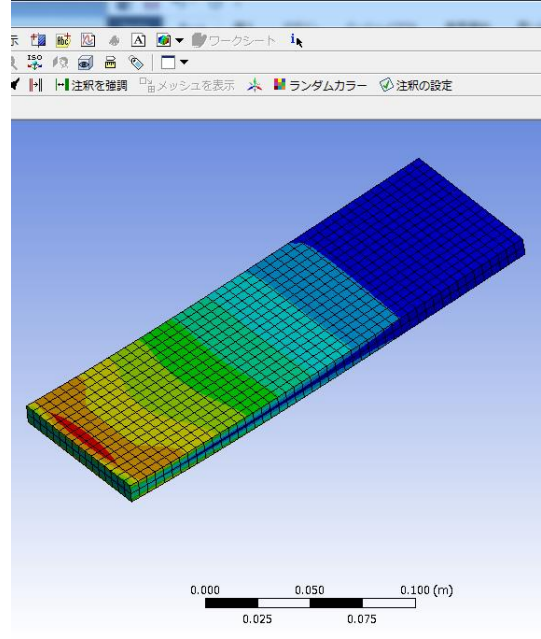 示 ワークシート
ISO
注釈を強調 メッシュを表示 ランダムカラー 注釈の設定
0.000 0.050 0.100 (m)
0.025 0.075